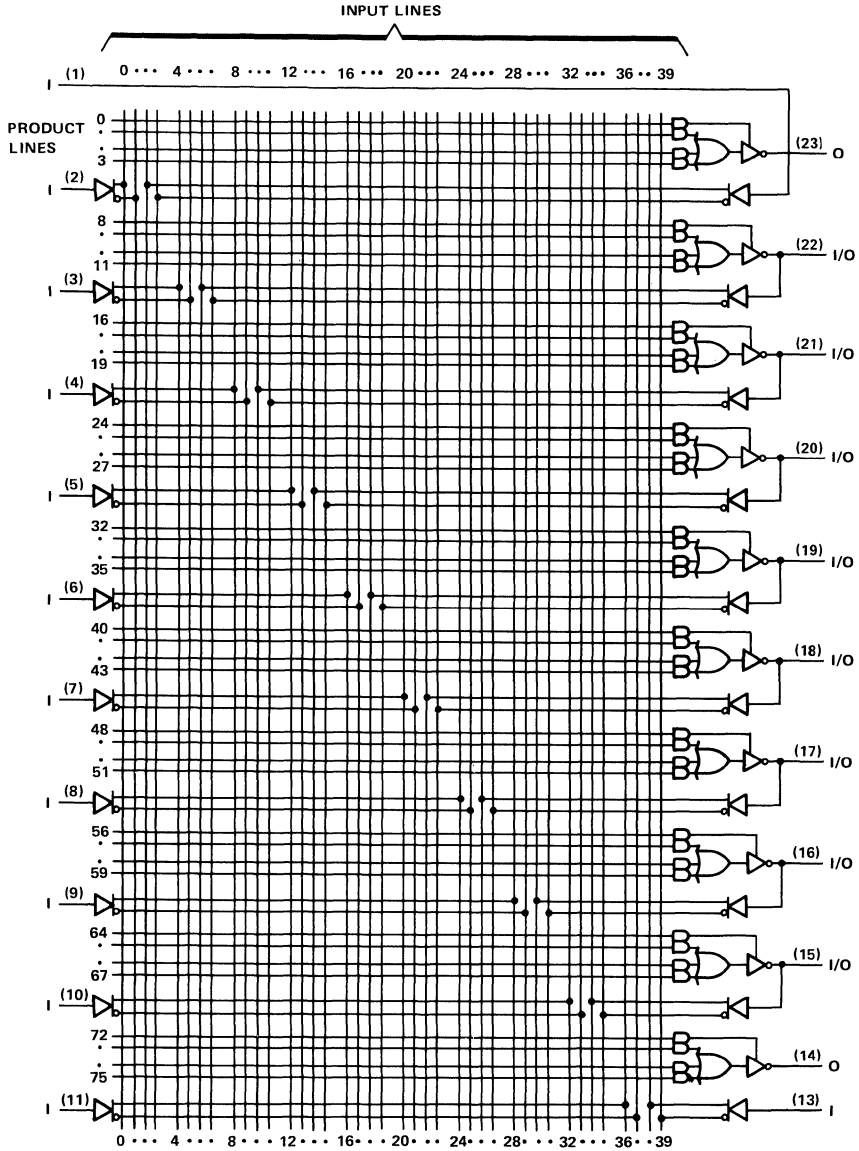 INPUT LINES
0 ••• 4 ••• 8 ••• 12 ••• 16 ••• 20 ••• 24 ••• 28 ••• 32 ••• 36 ••• 39
I (1)
PRODUCT LINES
0
•
•
3
(23) O
I (2)
8
•
•
11
(22) I/O
I (3)
16
•
•
19
(21) I/O
I (4)
24
•
•
27
(20) I/O
I (5)
32
•
•
35
(19) I/O
I (6)
40
•
•
43
(18) I/O
I (7)
48
•
•
51
(17) I/O
I (8)
56
•
•
59
(16) I/O
I (9)
64
•
•
67
(15) I/O
I (10)
72
•
•
75
(14) O
I (11)
(13) I
0 ••• 4 ••• 8 ••• 12 ••• 16 ••• 20 ••• 24 ••• 28 ••• 32 ••• 36 ••• 39